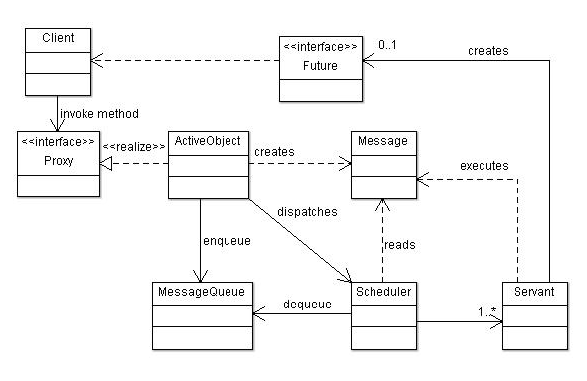 Client
<<interface>>
Future
0..1
creates
invoke method
<<interface>>
Proxy
<<realize>>
ActiveObject
creates
Message
executes
dispatches
enqueue
reads
MessageQueue
dequeue
Scheduler
1..*
Servant